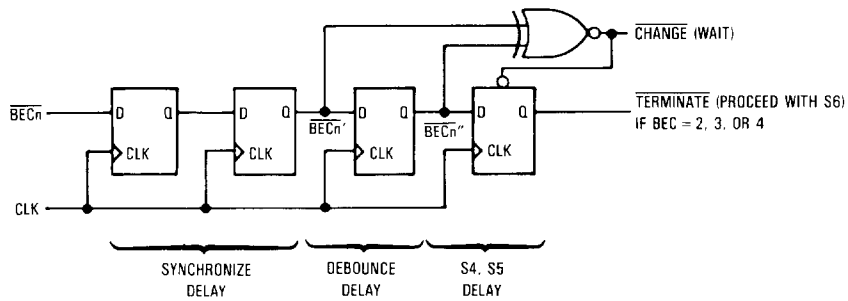 CHANGE (WAIT)
BECn
D
Q
D
Q
D
Q
D
Q
TERMINATE (PROCEED WITH S6)
IF BEC = 2, 3, OR 4
BECn'
BECn"
CLK
CLK
CLK
CLK
CLK
SYNCHRONIZE
DELAY
DEBOUNCE
DELAY
S4, S5
DELAY